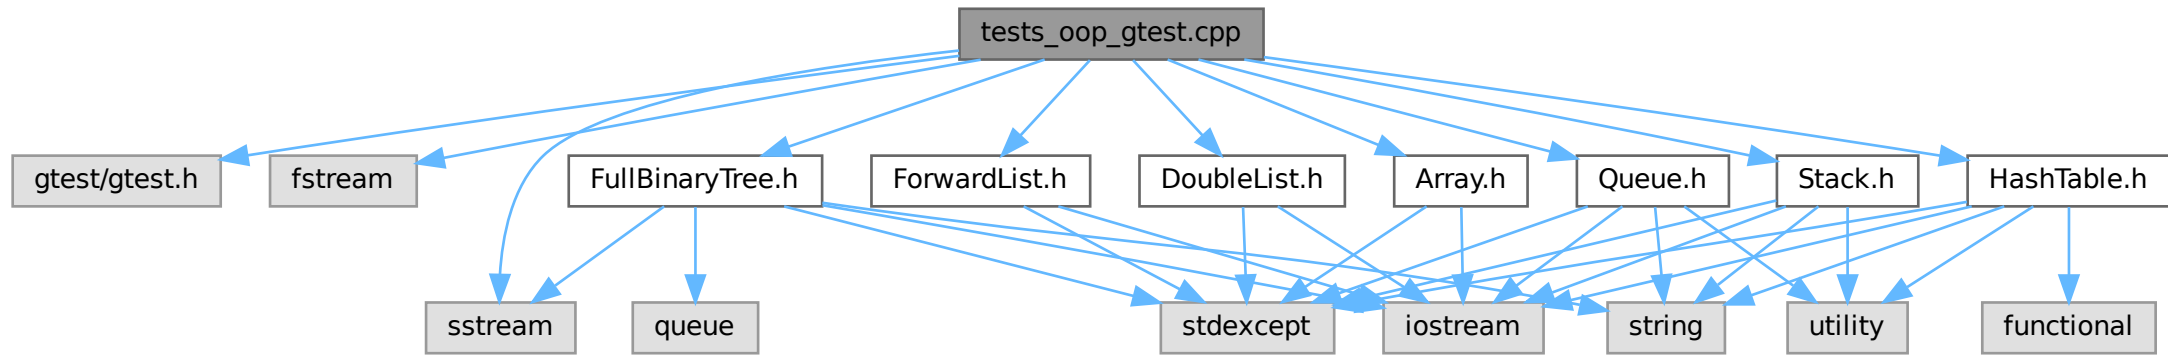 tests_oop_gtest.cpp
gtest/gtest.h
fstream
FullBinaryTree.h
ForwardList.h
DoubleList.h
Array.h
Queue.h
Stack.h
HashTable.h
sstream
queue
stdexcept
iostream
string
utility
functional